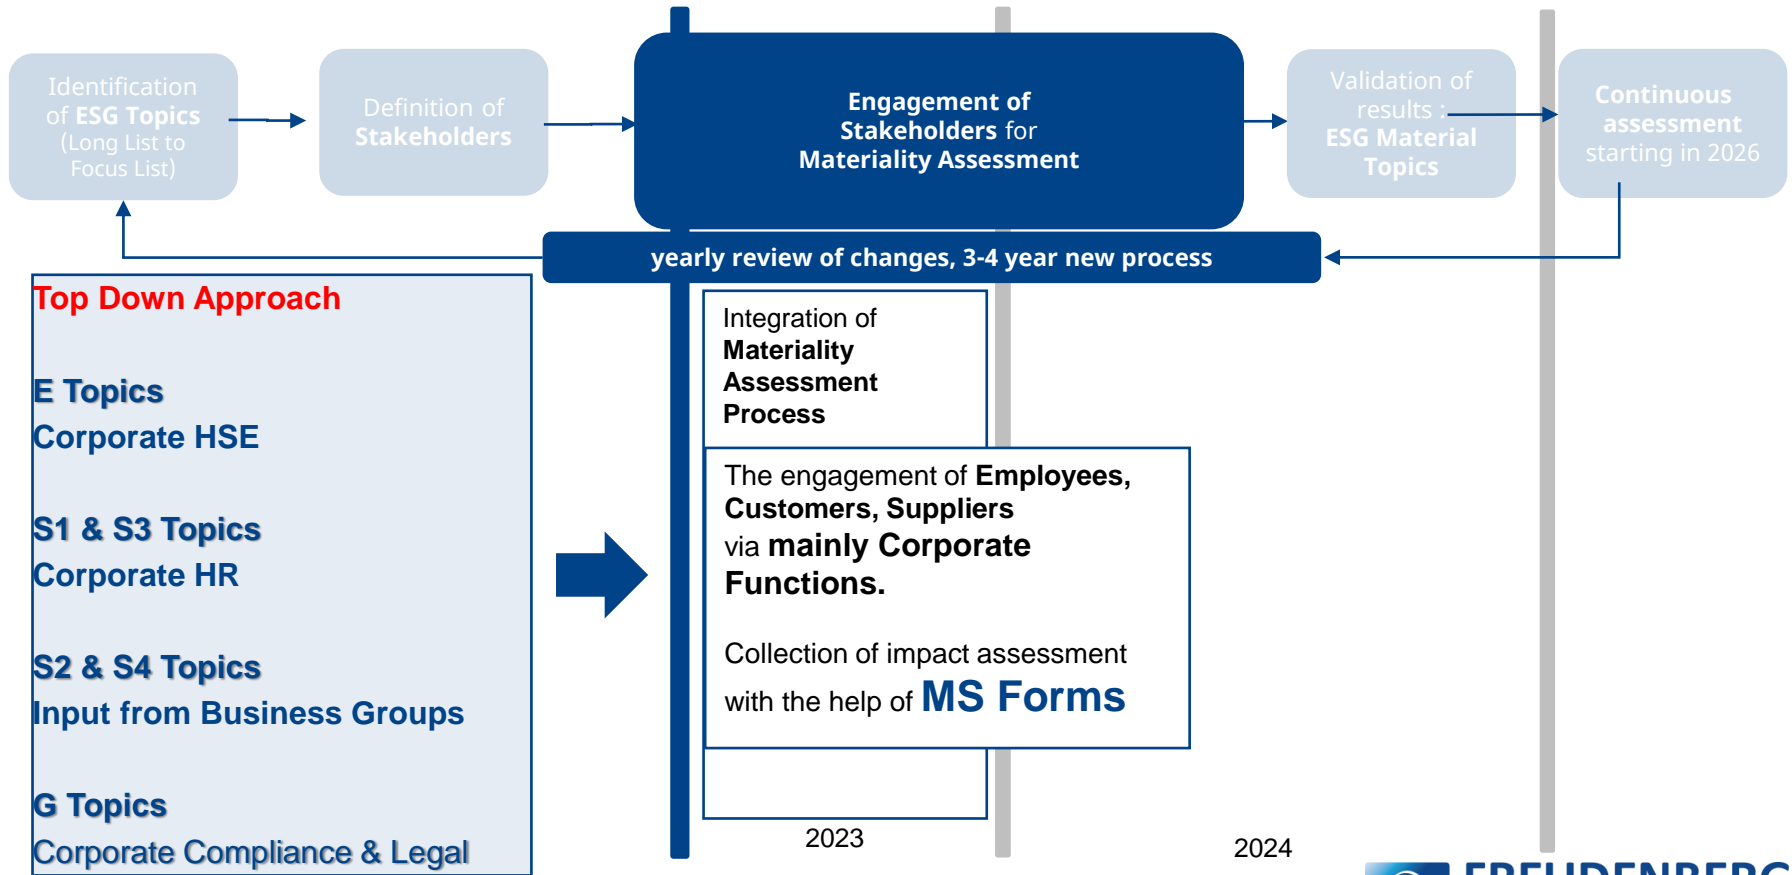 Identification
of ESG Topics
(Long List to
Focus List)
Definition of
Stakeholders
Engagement of
Stakeholders for
Materiality Assessment
Validation of
results :
ESG Material
Topics
Continuous
assessment
starting in 2026
yearly review of changes, 3-4 year new process
Top Down Approach
E Topics
Corporate HSE
S1 & S3 Topics
Corporate HR
S2 & S4 Topics
Input from Business Groups
G Topics
Corporate Compliance & Legal
Integration of
Materiality
Assessment
Process
The engagement of Employees,
Customers, Suppliers
via mainly Corporate
Functions.
Collection of impact assessment
with the help of MS Forms
2023
2024
FREUDENBERG